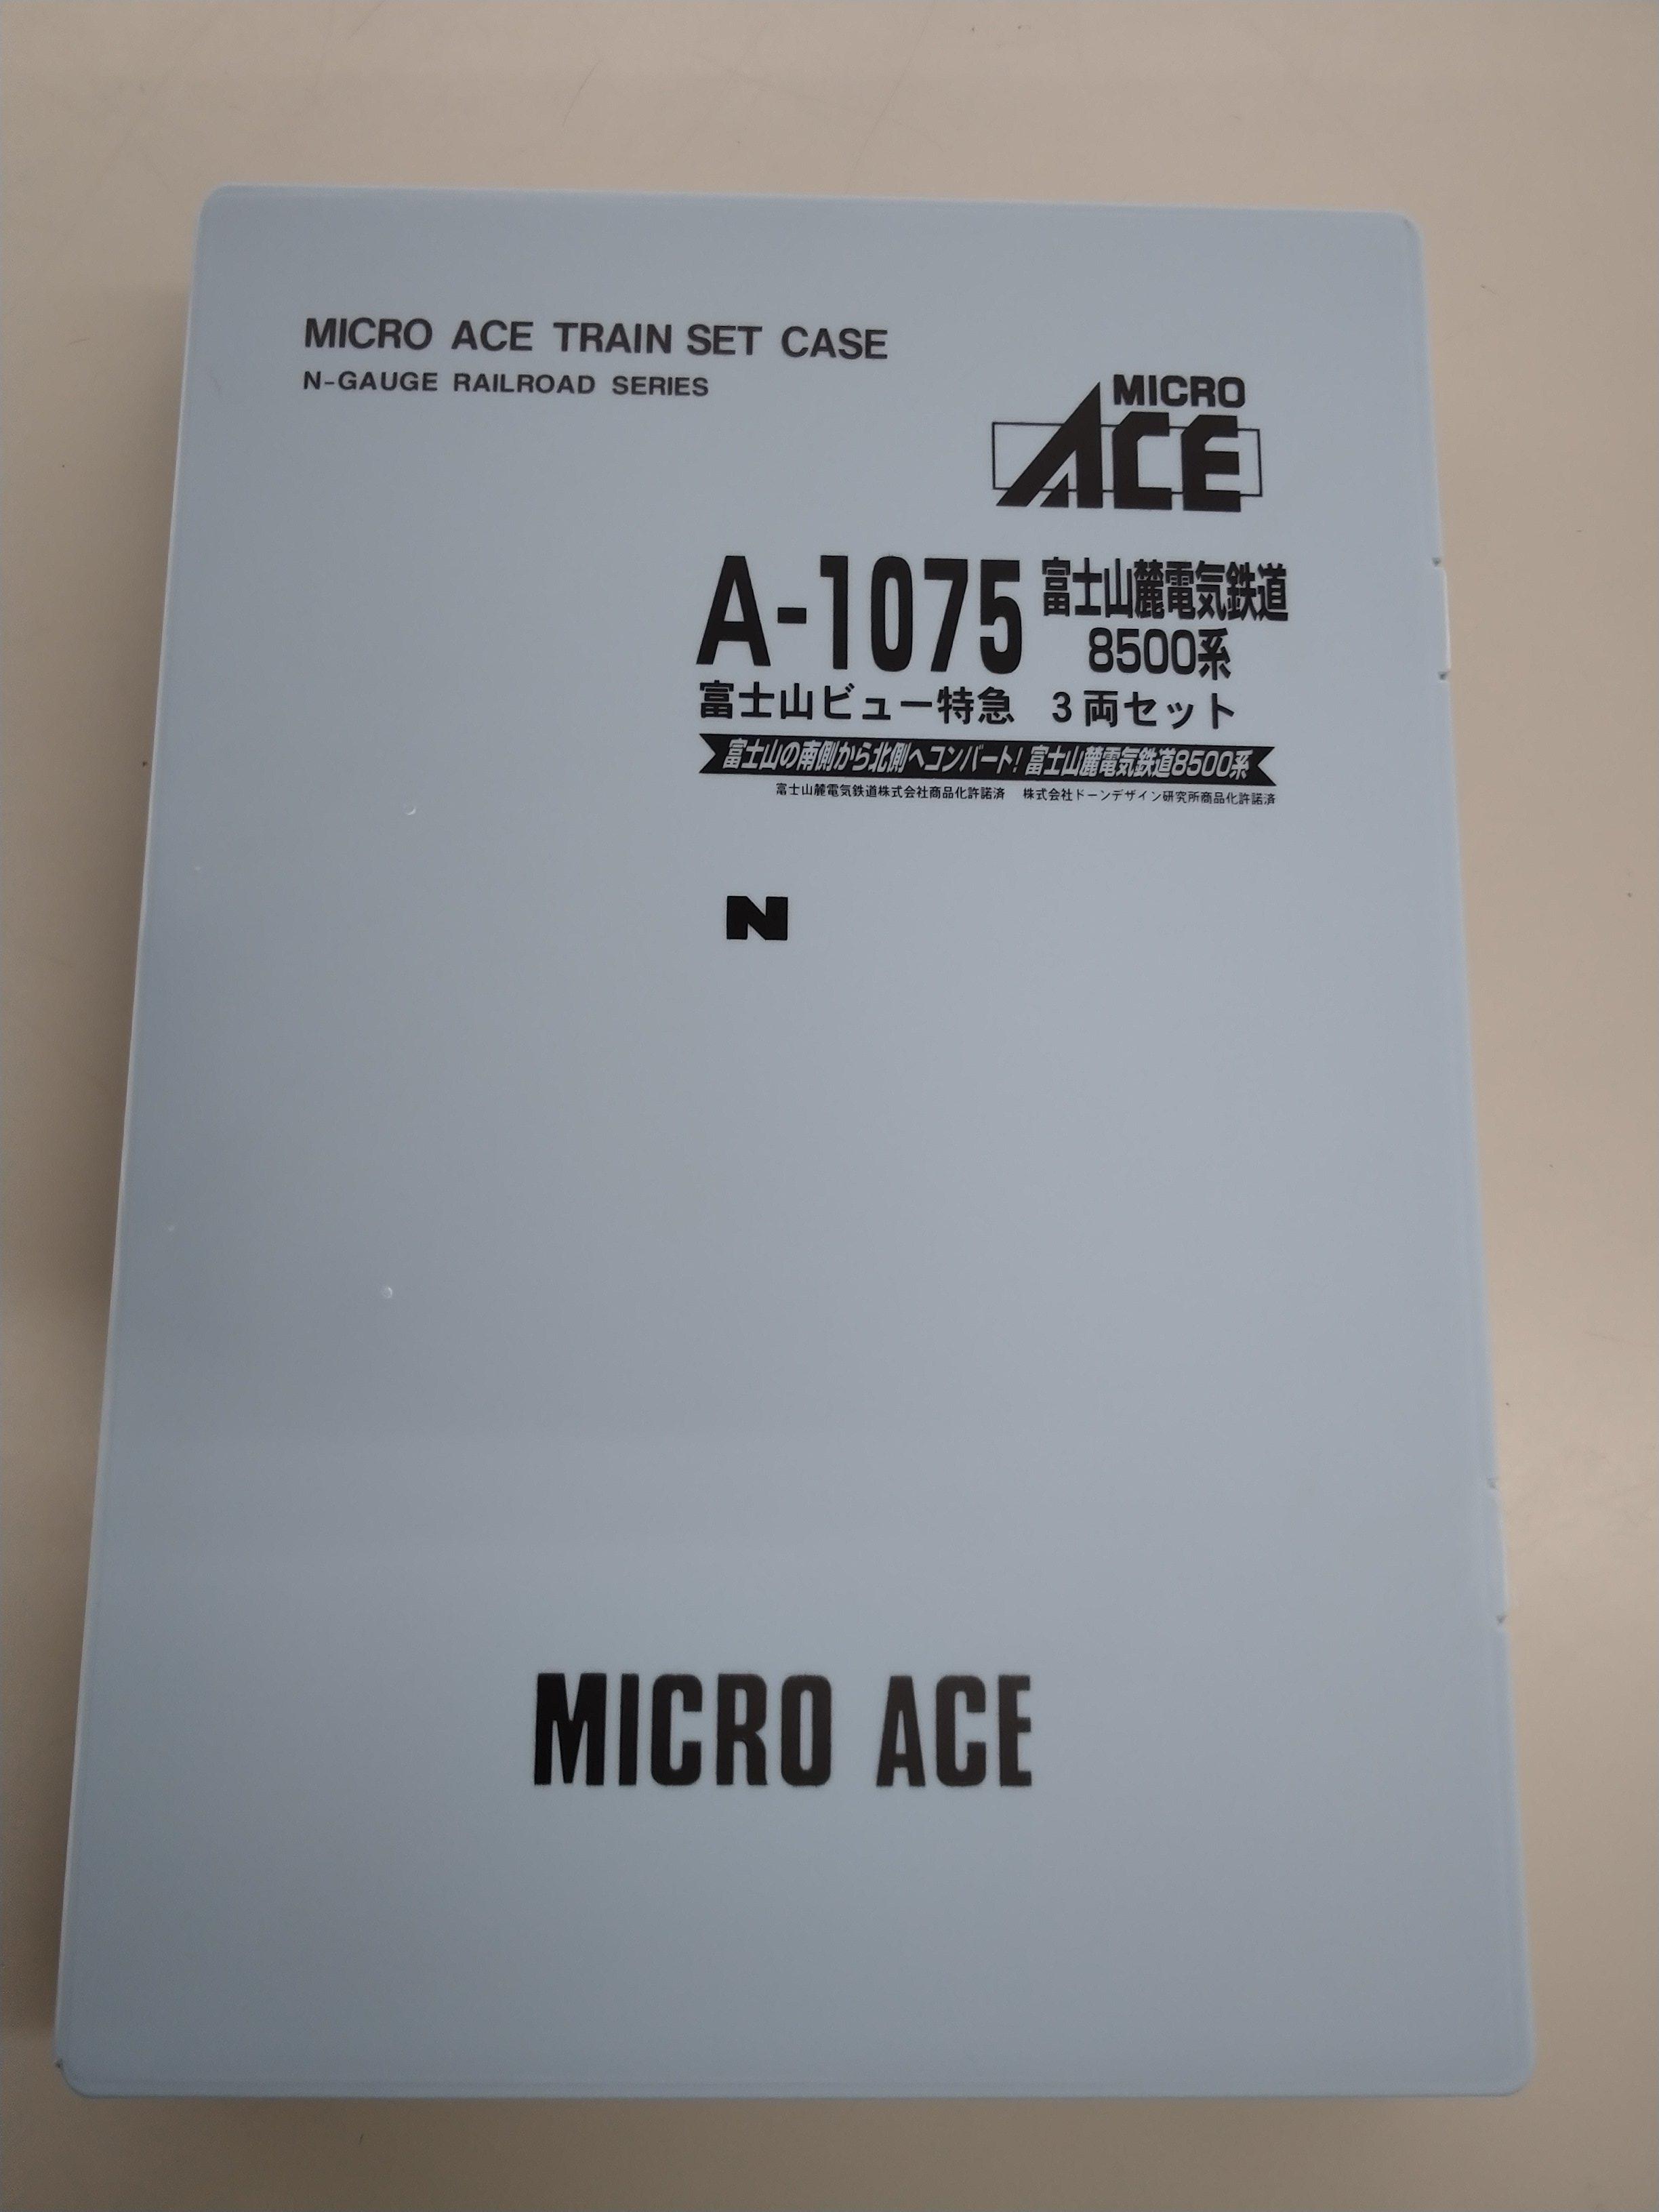 MICRO ACE TRAIN SET CASE
N-GAUGE RAILROAD SERIES
MICRO
ACE
A-1075 富士山麓電気鉄道
8500系
富士山ビュー特急 3両セット
富士山の南側から北側へコンバート! 富士山麓電気鉄道8500系
富士山麓電気鉄道株式会社商品化許諾済 株式会社ドーンデザイン研究所商品化許諾済
N
MICRO ACE